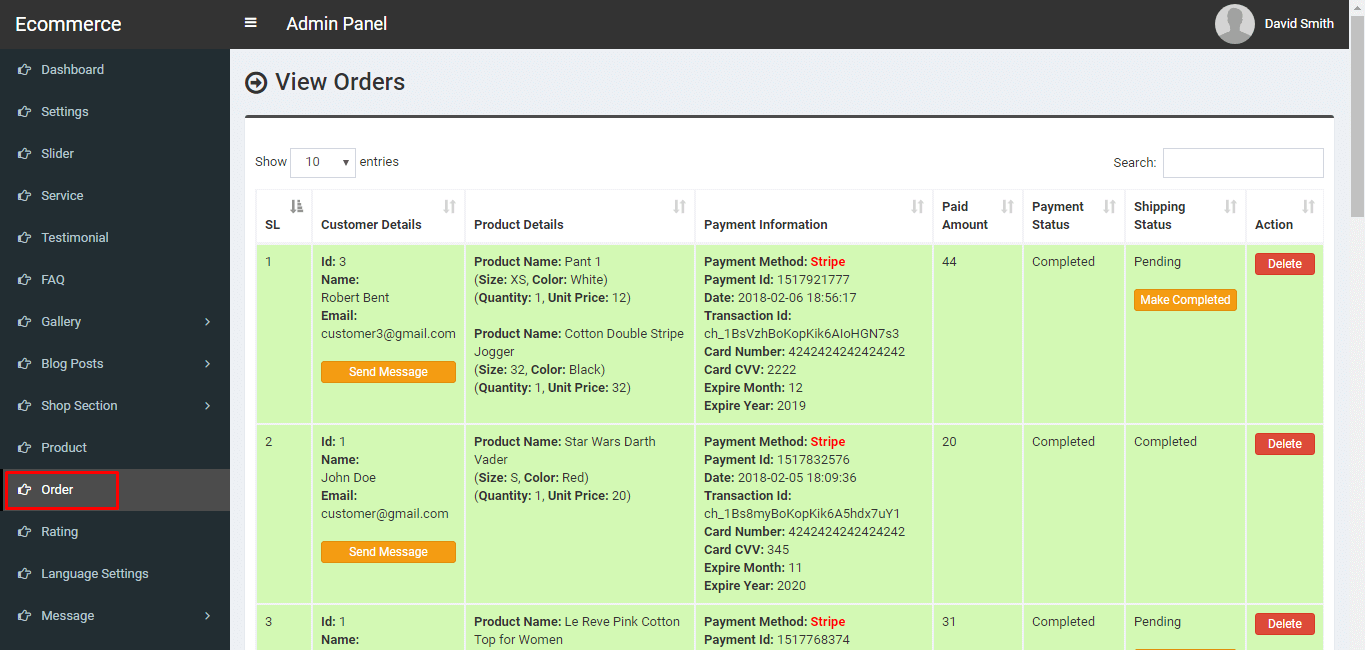 Ecommerce
Admin Panel
David Smith
Dashboard
Settings
Slider
Service
Testimonial
FAQ
Gallery
Blog Posts
Shop Section
Product
Order
Rating
Language Settings
Message
View Orders
Show 10 entries
Search:
SL
Customer Details
Product Details
Payment Information
Paid
Amount
Payment
Status
Shipping
Status
Action
1
Id: 3
Name:
Robert Bent
Email:
customer3@gmail.com
Send Message
Product Name: Pant 1
(Size: XS, Color: White)
(Quantity: 1, Unit Price: 12)
Product Name: Cotton Double Stripe
Jogger
(Size: 32, Color: Black)
(Quantity: 1, Unit Price: 32)
Payment Method: Stripe
Payment Id: 1517921777
Date: 2018-02-06 18:56:17
Transaction Id:
ch_1BsVzhBoKopKik6AIoHGN7s3
Card Number: 4242424242424242
Card CVV: 2222
Expire Month: 12
Expire Year: 2019
44
Completed
Pending
Make Completed
Delete
2
Id: 1
Name:
John Doe
Email:
customer@gmail.com
Send Message
Product Name: Star Wars Darth
Vader
(Size: S, Color: Red)
(Quantity: 1, Unit Price: 20)
Payment Method: Stripe
Payment Id: 1517832576
Date: 2018-02-05 18:09:36
Transaction Id:
ch_1Bs8myBoKopKik6A5hdx7uY1
Card Number: 4242424242424242
Card CVV: 345
Expire Month: 11
Expire Year: 2020
20
Completed
Completed
Delete
3
Id: 1
Name:
Product Name: Le Reve Pink Cotton
Top for Women
Payment Method: Stripe
Payment Id: 1517768374
31
Completed
Pending
Delete